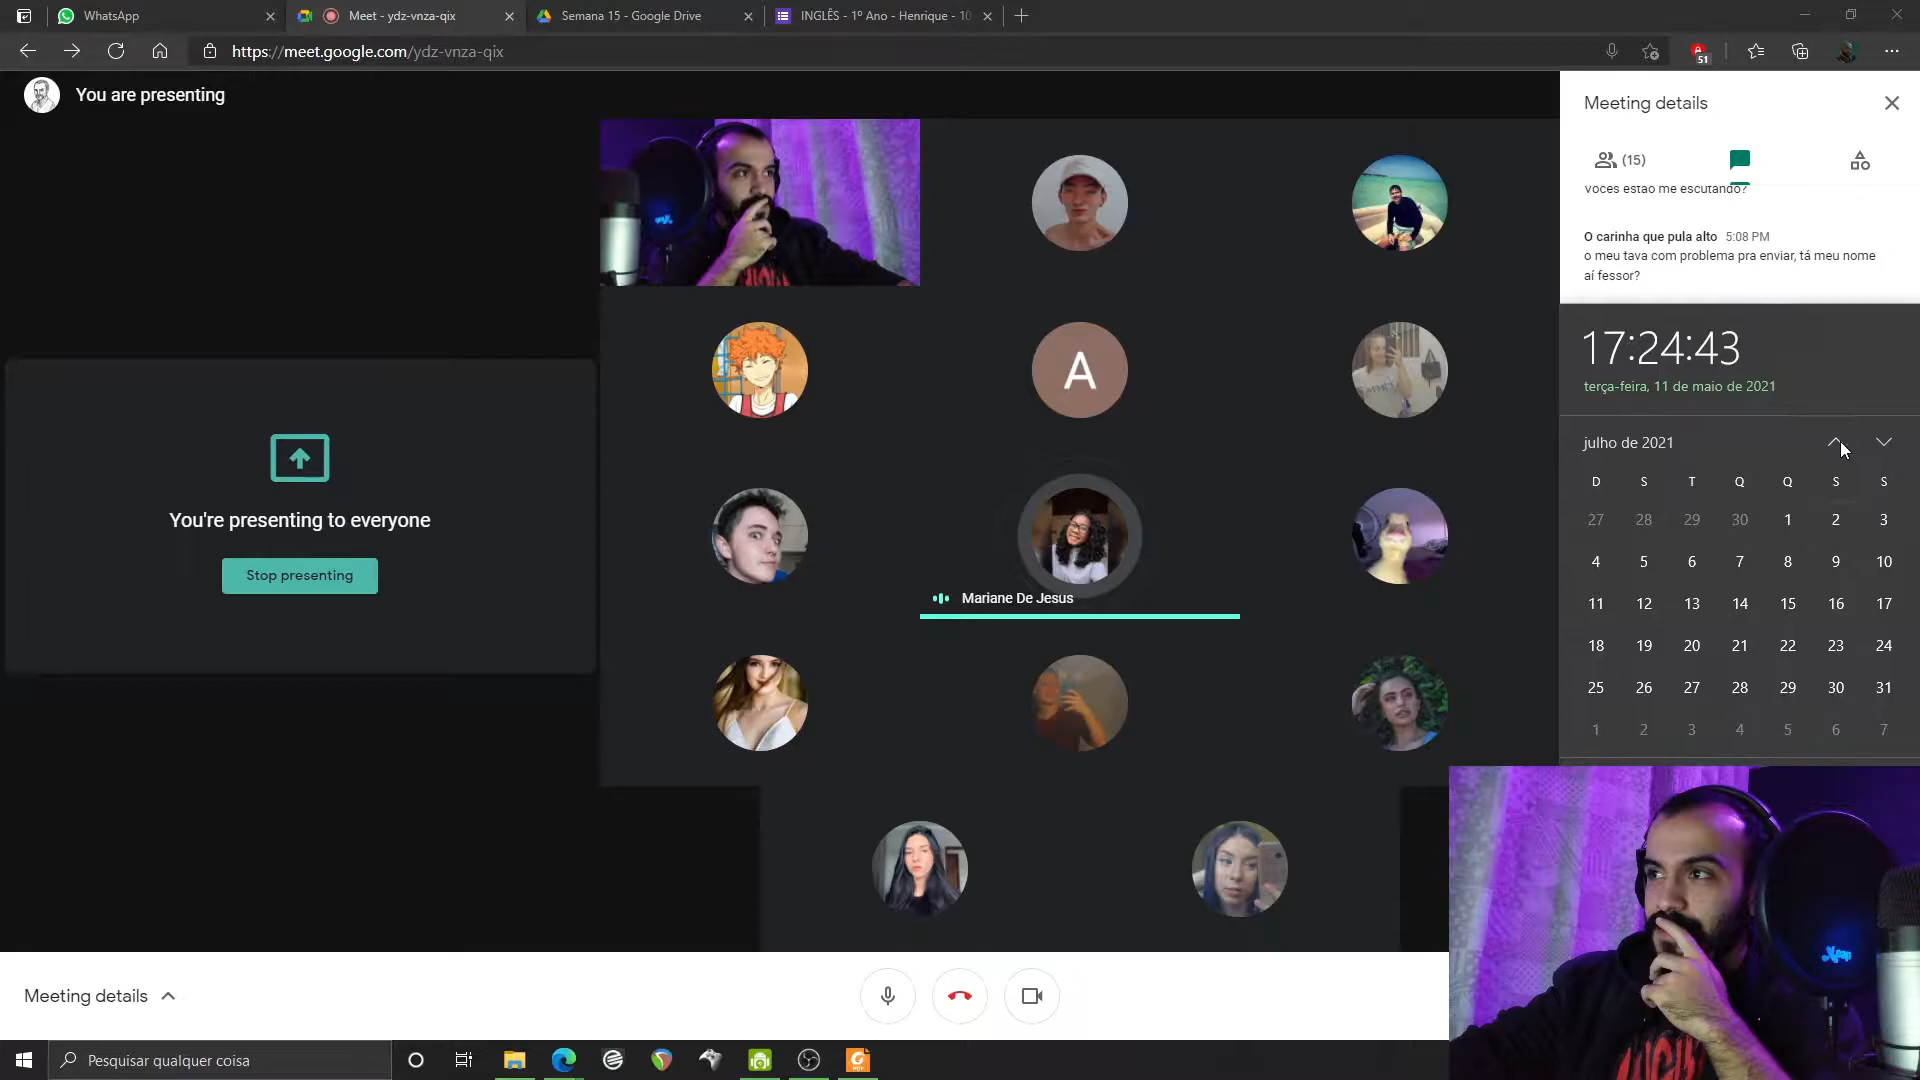 WhatsApp
Meet - ydz-vnza-qix
Semana 15 - Google Drive
INGLÊS - 1º Ano - Henrique - 10
https://meet.google.com/ydz-vnza-qix
51
You are presenting
Meeting details
(15)
Voces estao me escutando?
O carinha que pula alto 5:08 PM
o meu tava com problema pra enviar, tá meu nome
aí fessor?
17:24:43
terça-feira, 11 de maio de 2021
julho de 2021
D S T Q Q S S
27 28 29 30 1 2 3
4 5 6 7 8 9 10
11 12 13 14 15 16 17
18 19 20 21 22 23 24
25 26 27 28 29 30 31
1 2 3 4 5 6 7
A
You're presenting to everyone
Stop presenting
Mariane De Jesus
Meeting details
Pesquisar qualquer coisa